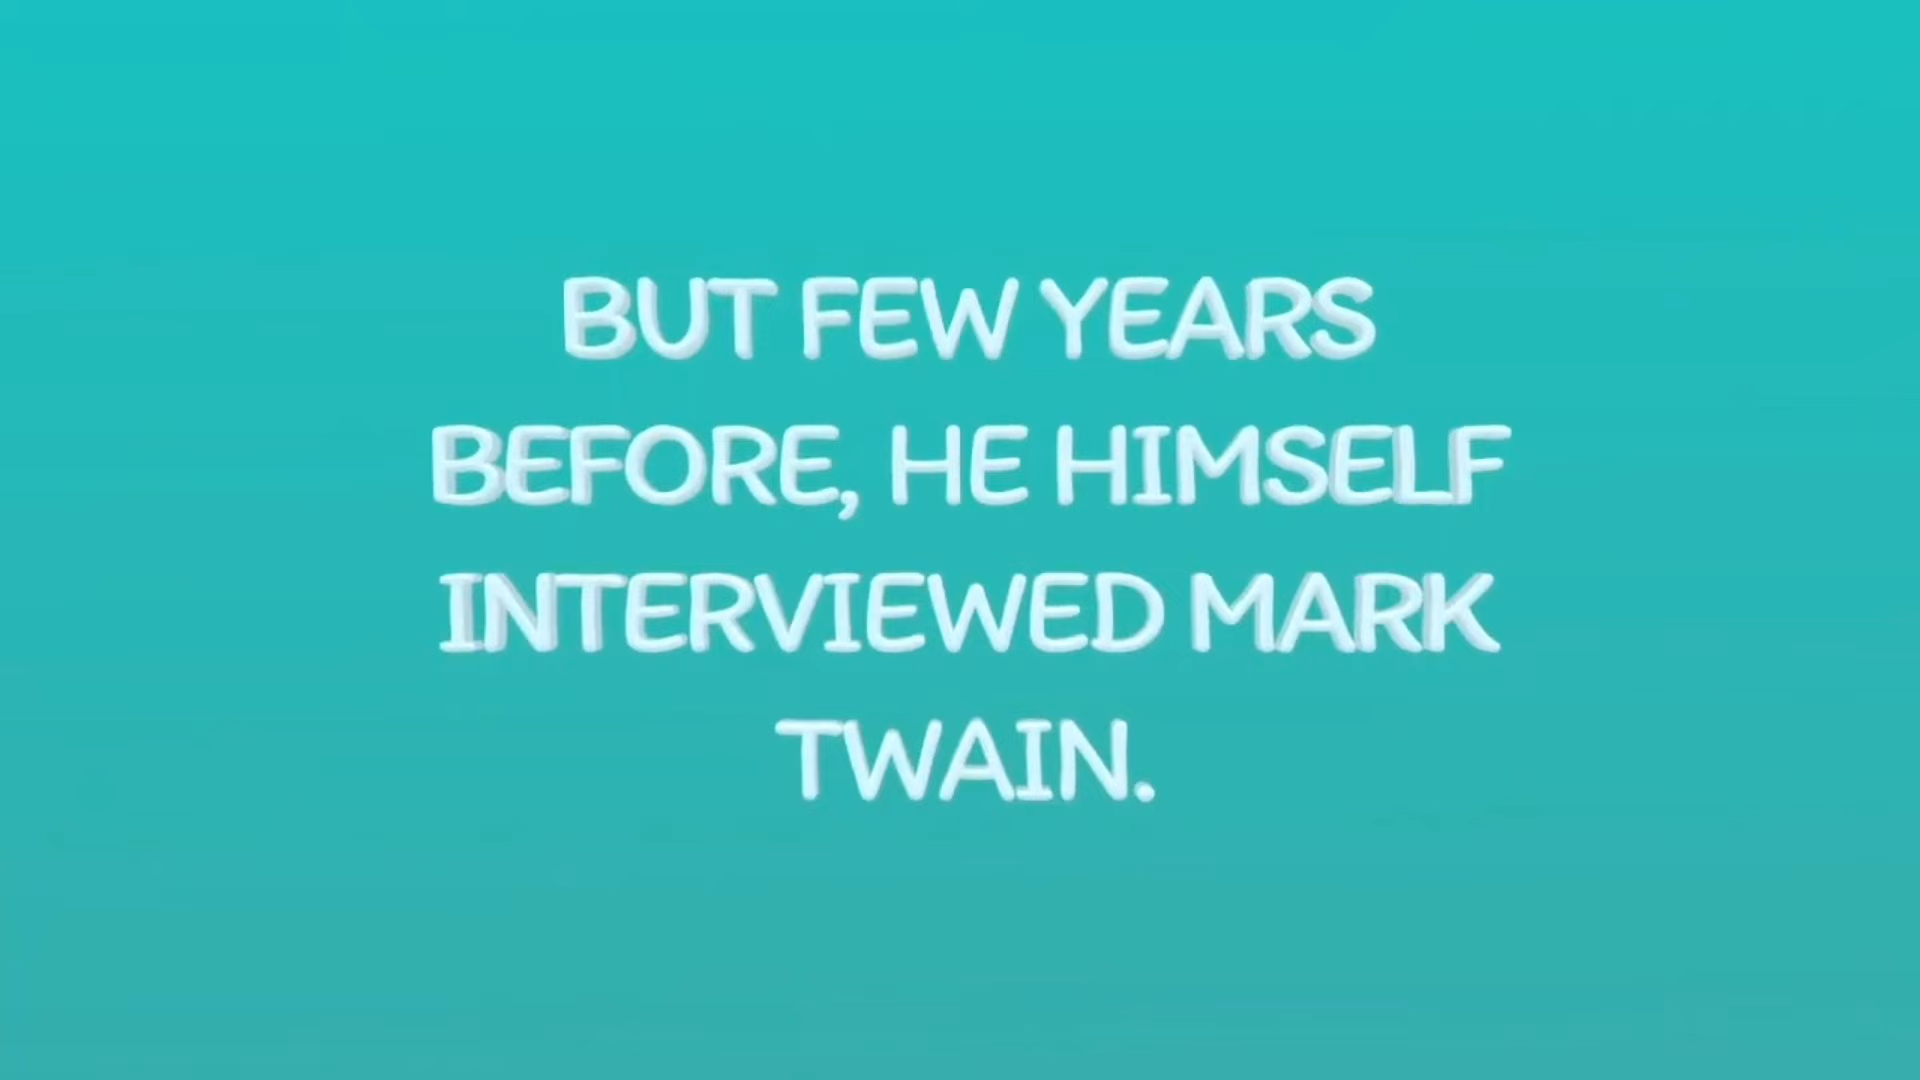 BUT FEW YEARS
BEFORE, HE HIMSELF
INTERVIEWED MARK
TWAIN.